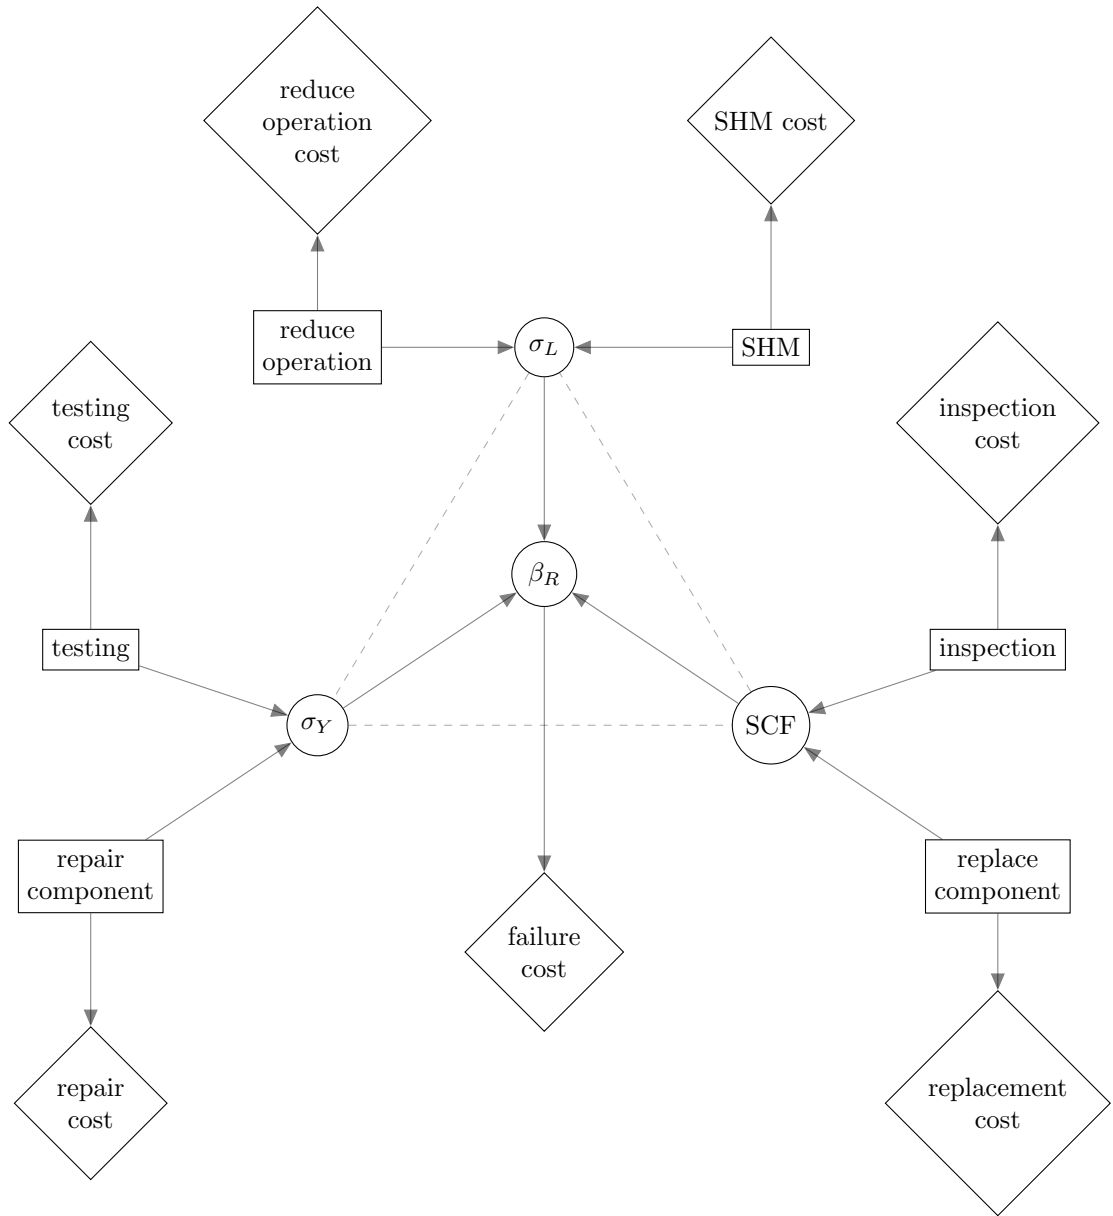 reduce
operation
cost
SHM cost
reduce
operation
σ_L
SHM
testing
cost
inspection
cost
β_R
testing
inspection
σ_Y
SCF
repair
component
replace
component
failure
cost
repair
cost
replacement
cost